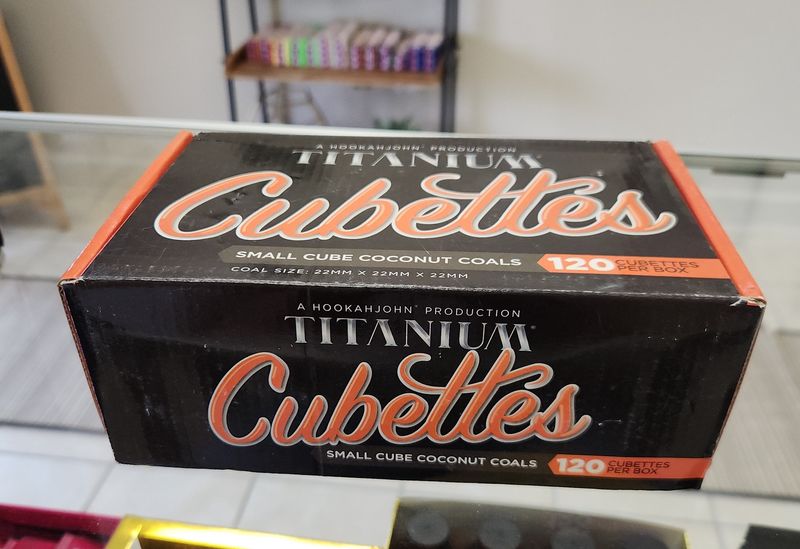 A HOOKAHJOHN® PRODUCTION
TITANIUM
Cubettes
SMALL CUBE COCONUT COALS
120 CUBETTES
PER BOX
COAL SIZE: 22MM X 22MM X 22MM
A HOOKAHJOHN® PRODUCTION
TITANIUM®
Cubettes
SMALL CUBE COCONUT COALS
120 CUBETTES
PER BOX